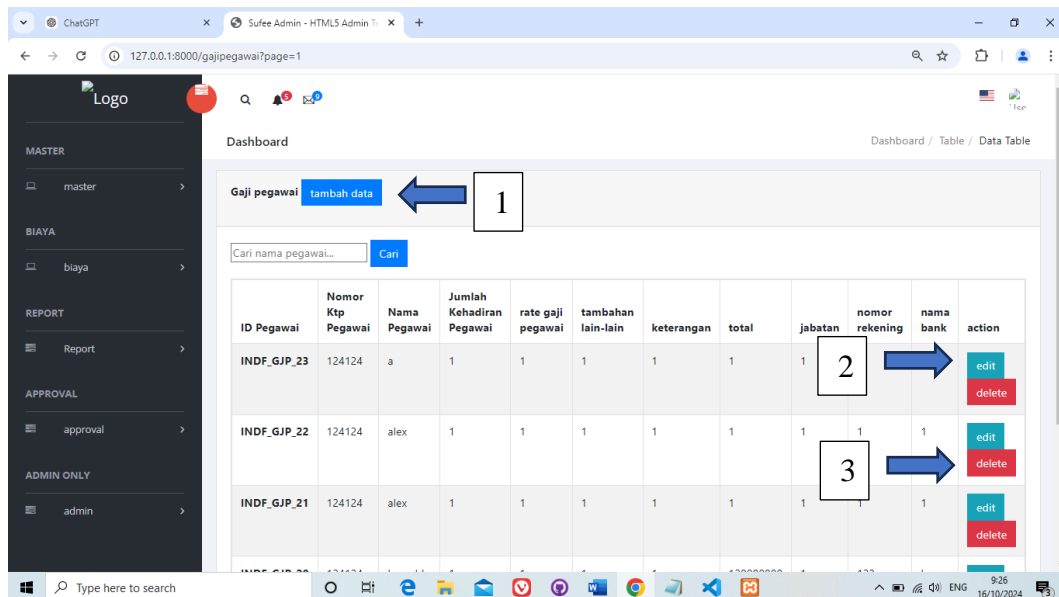 ChatGPT
Sufee Admin - HTML5 Admin Te
127.0.0.1:8000/gajipegawai?page=1
Logo
5
9
Dashboard
Dashboard / Table / Data Table
MASTER
master
BIAYA
biaya
REPORT
Report
APPROVAL
approval
ADMIN ONLY
admin
Gaji pegawai tambah data
1
Cari nama pegawai... Cari
ID Pegawai Nomor Ktp Pegawai Nama Pegawai Jumlah Kehadiran Pegawai rate gaji pegawai tambahan lain-lain keterangan total jabatan nomor rekening nama bank action
INDF_GJP_23 124124 a 1 1 1 1 1 1 edit
delete
2
INDF_GJP_22 124124 alex 1 1 1 1 1 1 1 1 edit
delete
3
INDF_GJP_21 124124 alex 1 1 1 1 1 1 1 1 edit
delete
Type here to search
ENG
9:26
16/10/2024
3